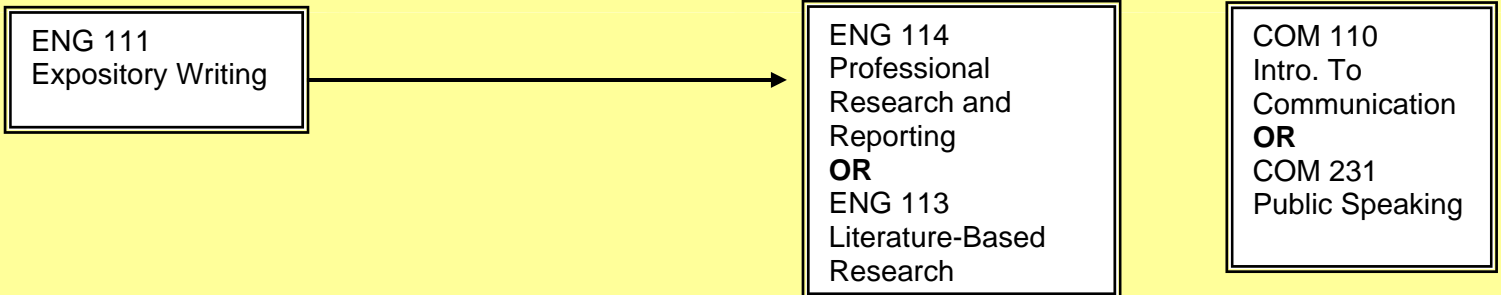 ENG 111
Expository Writing
ENG 114
Professional
Research and
Reporting
OR
ENG 113
Literature-Based
Research
COM 110
Intro. To
Communication
OR
COM 231
Public Speaking